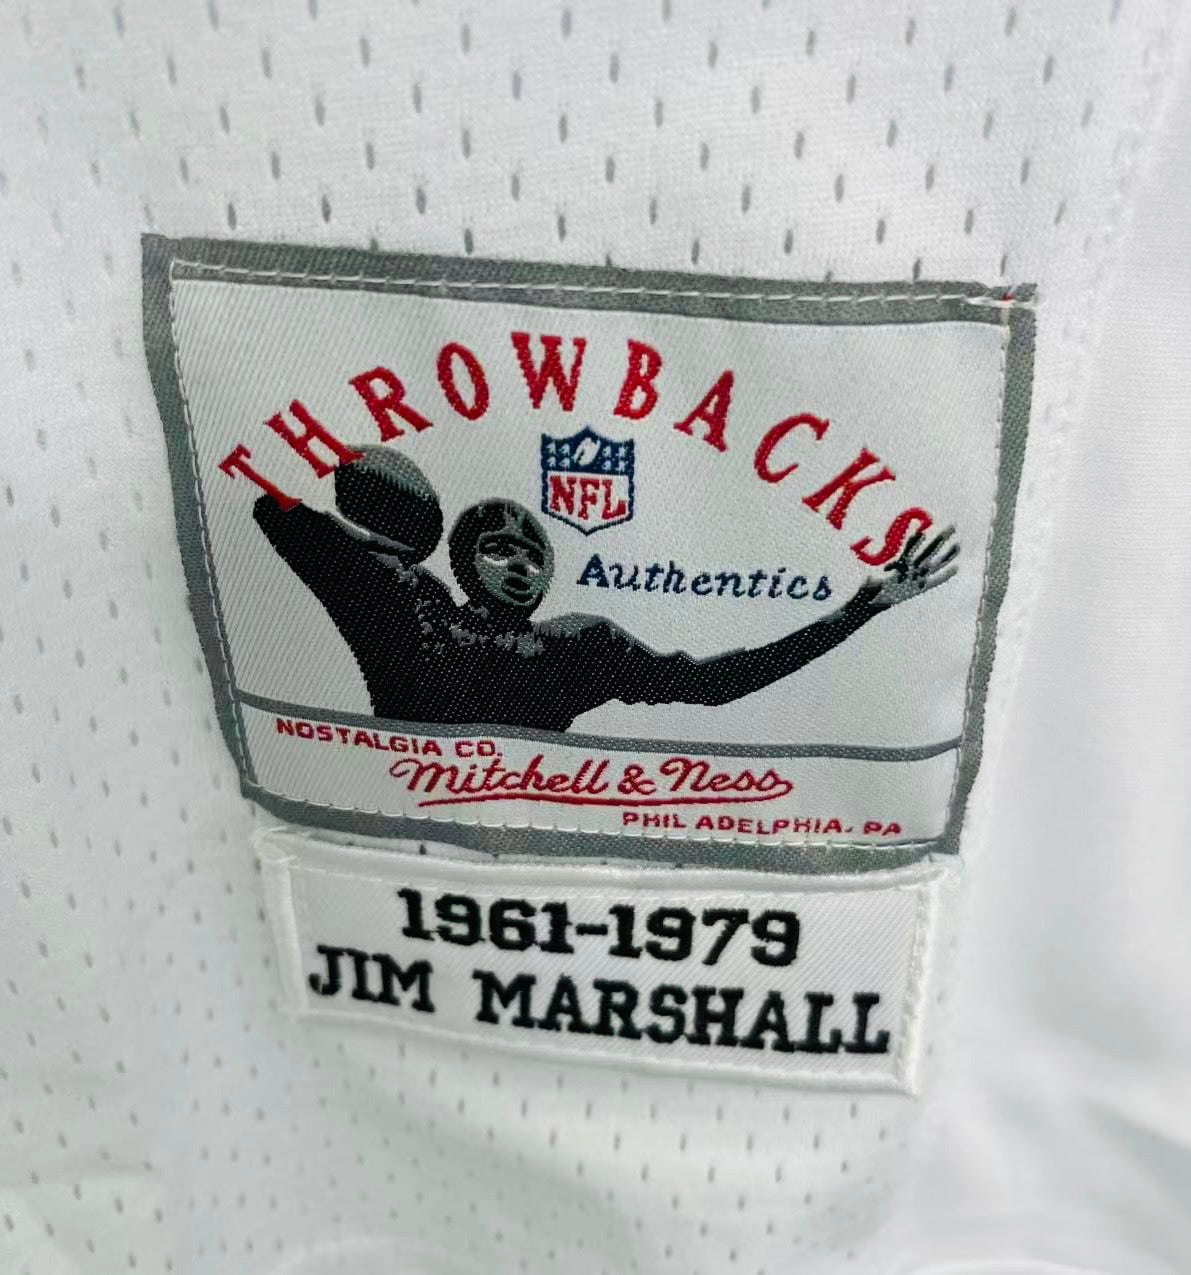 THROWBACKS
NFL
Authentics
NOSTALGIA CO.
Mitchell & Ness
PHILADELPHIA, PA
1961-1979
JIM MARSHALL